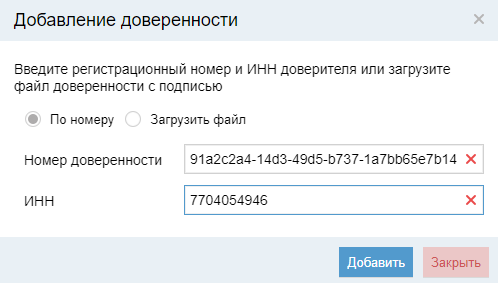 Добавление доверенности
Введите регистрационный номер и ИНН доверителя или загрузите
файл доверенности с подписью
По номеру Загрузить файл
Номер доверенности 91a2c2a4-14d3-49d5-b737-1a7bb65e7b14
ИНН 7704054946
Добавить Закрыть